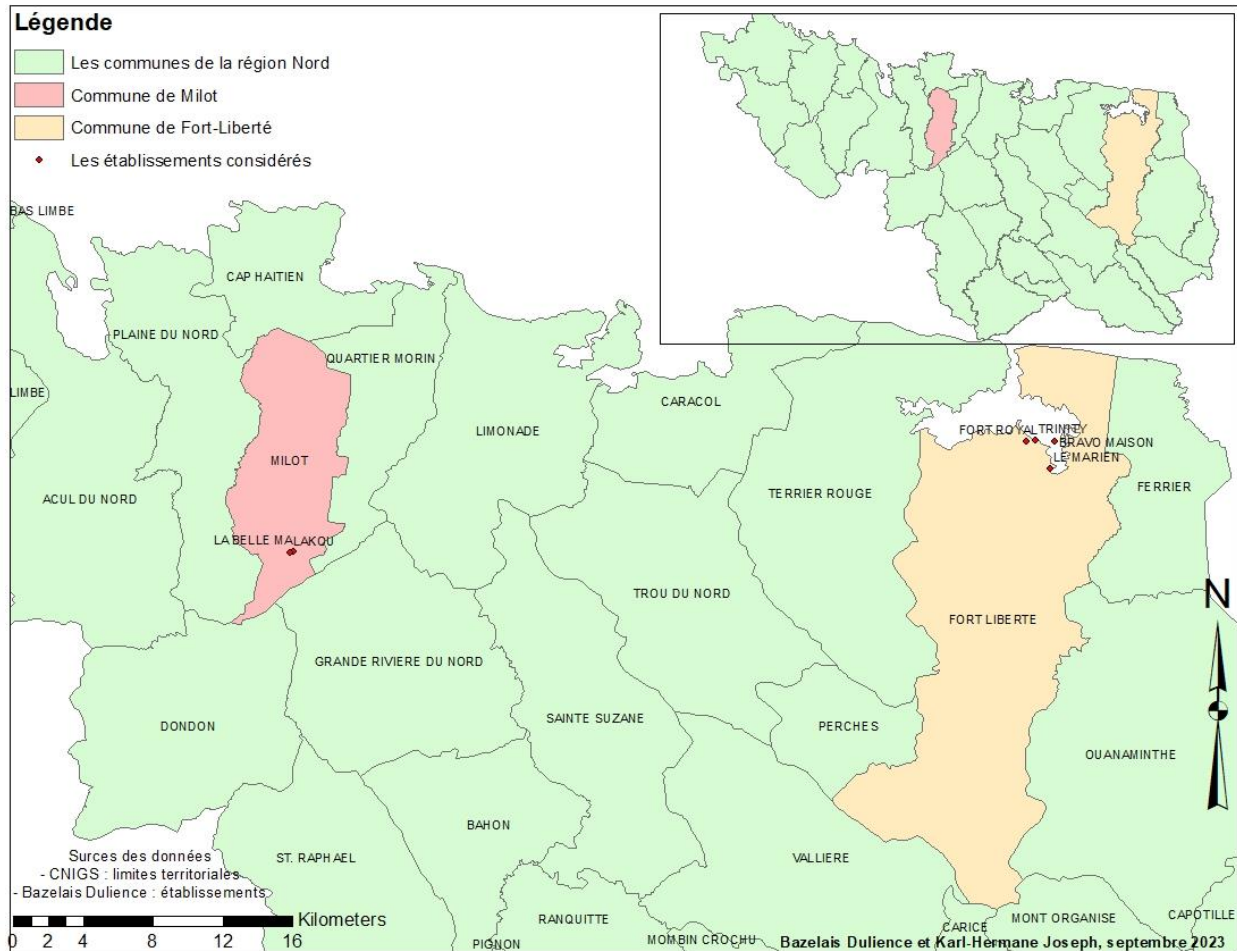 Légende
Les communes de la région Nord
Commune de Milot
Commune de Fort-Liberté
Les établissements considérés
BAS LIMBE
CAP HAITIEN
PLAINE DU NORD
QUARTIER MORIN
LIMBE
CARACOL
LIMONADE
FORT ROYAL
TRINITY
BRAVO MAISON
LE MARIEN
MILOT
TERRIER ROUGE
FERRIER
ACUL DU NORD
LA BELLE MALAKOU
TROU DU NORD
N
FORT LIBERTE
GRANDE RIVIERE DU NORD
SAINTE SUZANE
DONDON
PERCHES
OUANAMINTHE
BAHON
ST. RAPHAEL
VALLIERE
Surces des données
- CNIGS : limites territoriales
- Bazelais Dulience : établissements
Kilometers
0 2 4 8 12 16
RANQUITTE
PIGNON
MOMBIN CROCHU
CARICE
MONT ORGANISE
CAPOTILLE
Bazelais Dulience et Karl-Hermane Joseph, septembre 2023